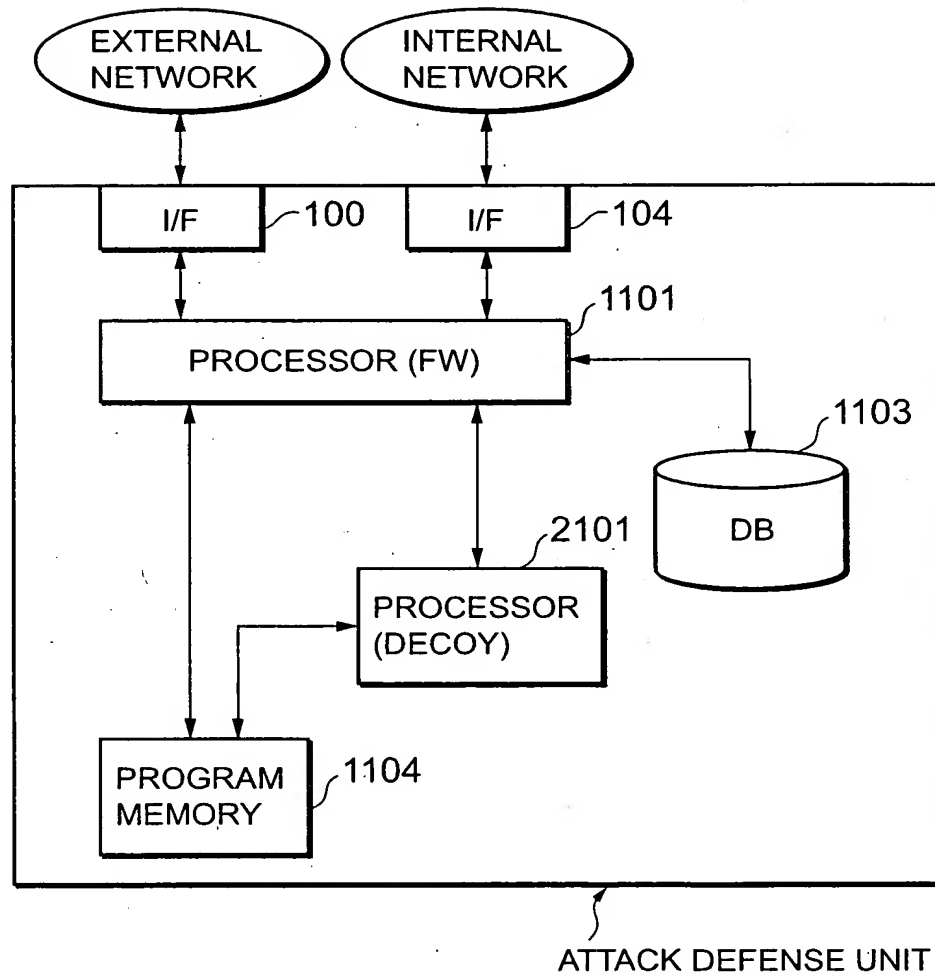 EXTERNAL
NETWORK
INTERNAL
NETWORK
I/F
100
I/F
104
1101
PROCESSOR (FW)
1103
DB
2101
PROCESSOR
(DECOY)
PROGRAM
MEMORY
1104
ATTACK DEFENSE UNIT